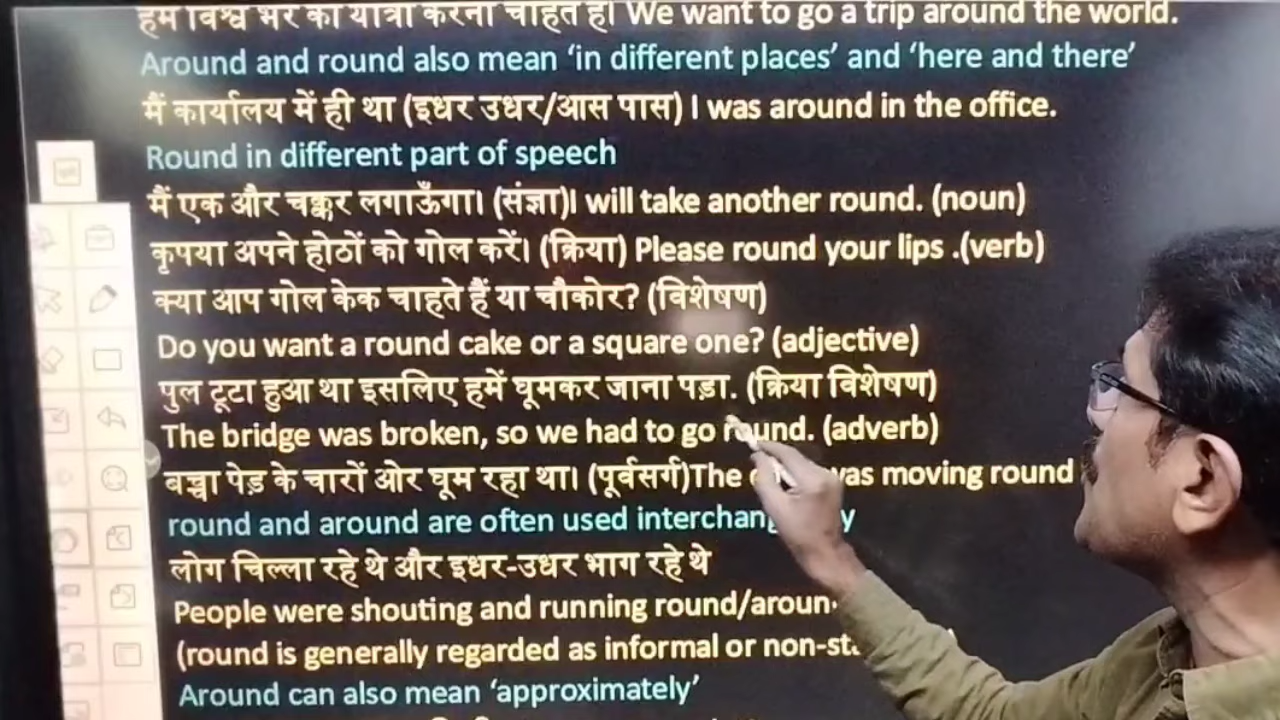 हम विश्व भर की यात्रा करना चाहते हैं। We want to go a trip around the world.
Around and round also mean ‘in different places’ and ‘here and there’
मैं कार्यालय में ही था (इधर उधर/आस पास) I was around in the office.
Round in different part of speech
मैं एक और चक्कर लगाऊँगा। (संज्ञा)I will take another round. (noun)
कृपया अपने होठों को गोल करें। (क्रिया) Please round your lips .(verb)
क्या आप गोल केक चाहते हैं या चौकोर? (विशेषण)
Do you want a round cake or a square one? (adjective)
पुल टूटा हुआ था इसलिए हमें घूमकर जाना पड़ा. (क्रिया विशेषण)
The bridge was broken, so we had to go round. (adverb)
बच्चा पेड़ के चारों ओर घूम रहा था। (पूर्वसर्ग)The was moving round
round and around are often used
लोग चिल्ला रहे थे और इधर-उधर भाग रहे थे
People were shouting and running round/aroun
(round is generally regarded as informal or
Around can also mean ‘approximately’